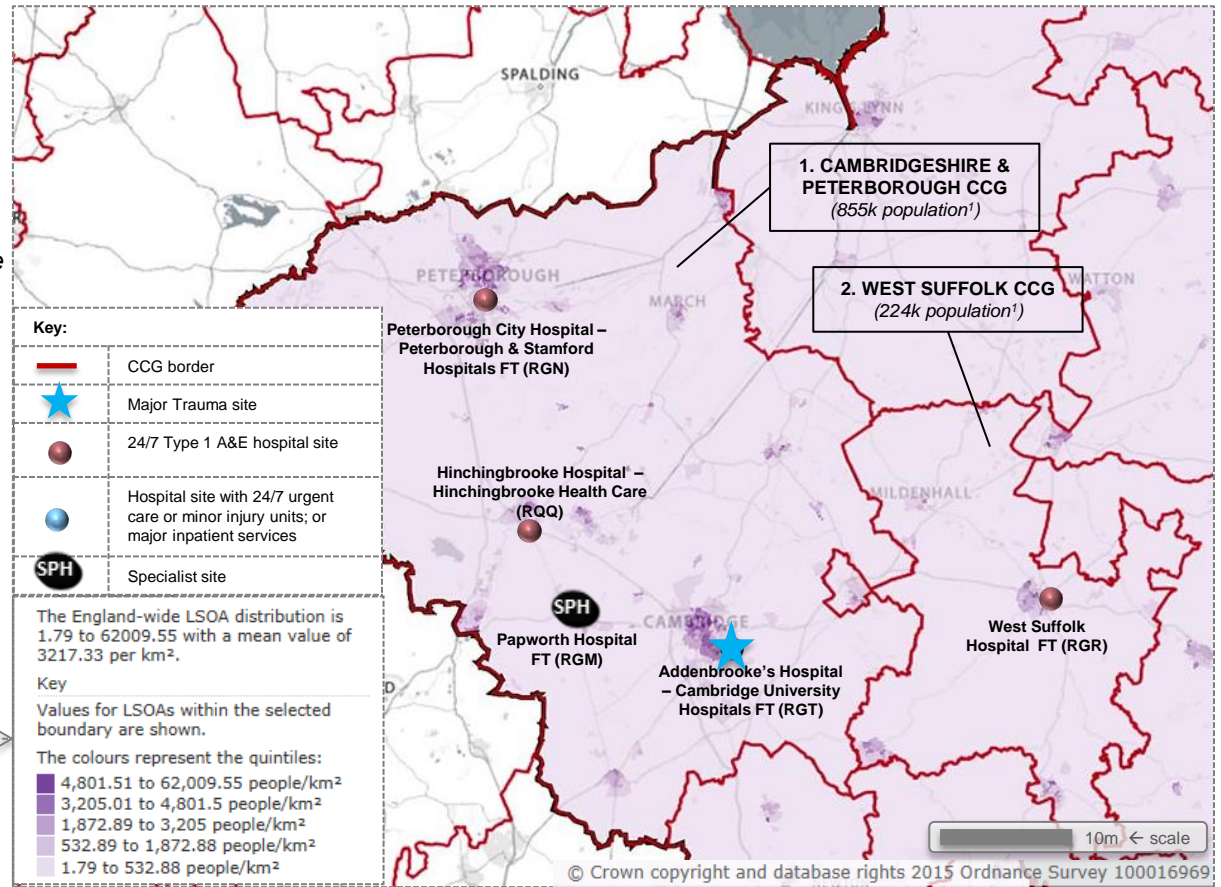 SPALDING
KING'S LYNN
1. CAMBRIDGESHIRE &
PETERBOROUGH CCG
(855k population¹)
PETERBOROUGH
MARCH
WATTON
2. WEST SUFFOLK CCG
(224k population¹)
Peterborough City Hospital –
Peterborough & Stamford
Hospitals FT (RGN)
Key:
CCG border
Major Trauma site
24/7 Type 1 A&E hospital site
Hospital site with 24/7 urgent
care or minor injury units; or
major inpatient services
SPH
Specialist site
Hinchingbrooke Hospital –
Hinchingbrooke Health Care
(RQQ)
MILDENHALL
SPH
Papworth Hospital
FT (RGM)
CAMBRIDGE
Addenbrooke's Hospital
– Cambridge University
Hospitals FT (RGT)
West Suffolk
Hospital FT (RGR)
The England-wide LSOA distribution is
1.79 to 62009.55 with a mean value of
3217.33 per km².
Key
Values for LSOAs within the selected
boundary are shown.
The colours represent the quintiles:
4,801.51 to 62,009.55 people/km²
3,205.01 to 4,801.5 people/km²
1,872.89 to 3,205 people/km²
532.89 to 1,872.88 people/km²
1.79 to 532.88 people/km²
10m ← scale
© Crown copyright and database rights 2015 Ordnance Survey 100016969